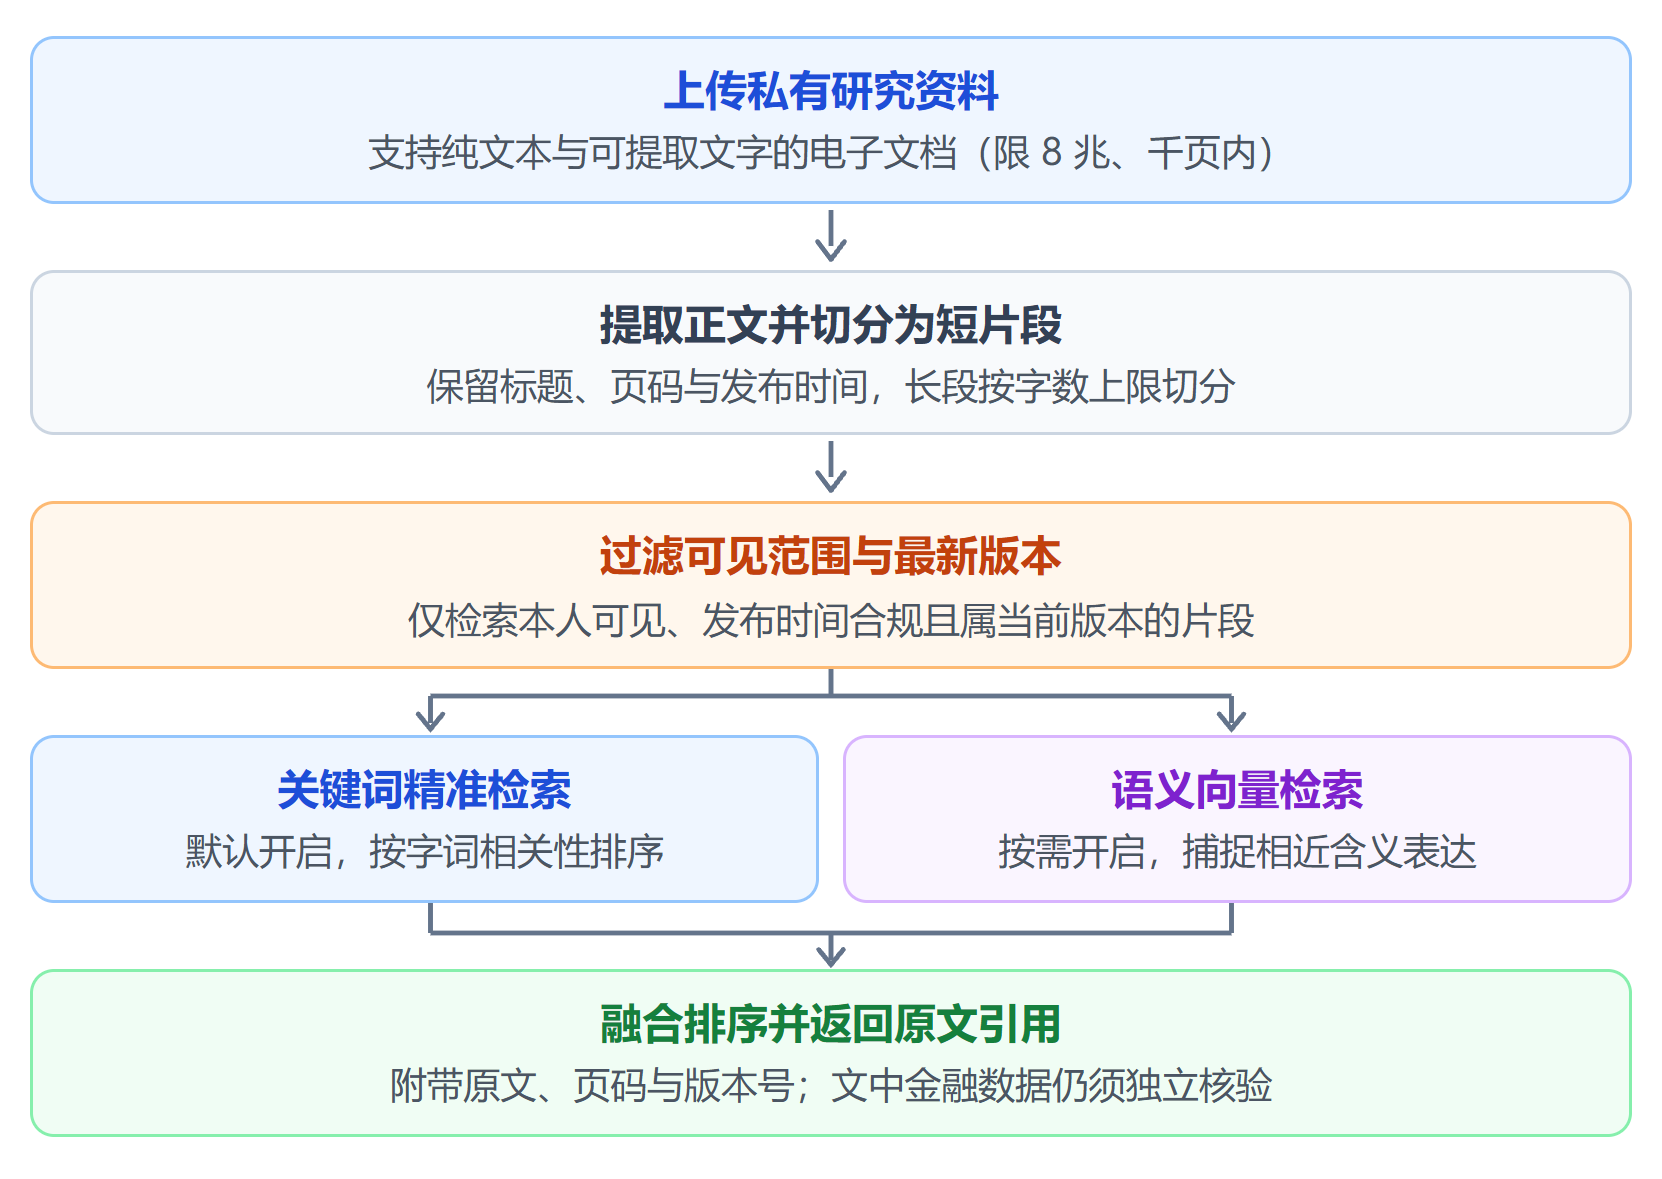 上传私有研究资料
支持纯文本与可提取文字的电子文档（限 8 兆、千页内）
提取正文并切分为短片段
保留标题、页码与发布时间，长段按字数上限切分
过滤可见范围与最新版本
仅检索本人可见、发布时间合规且属当前版本的片段
关键词精准检索
默认开启，按字词相关性排序
语义向量检索
按需开启，捕捉相近含义表达
融合排序并返回原文引用
附带原文、页码与版本号；文中金融数据仍须独立核验